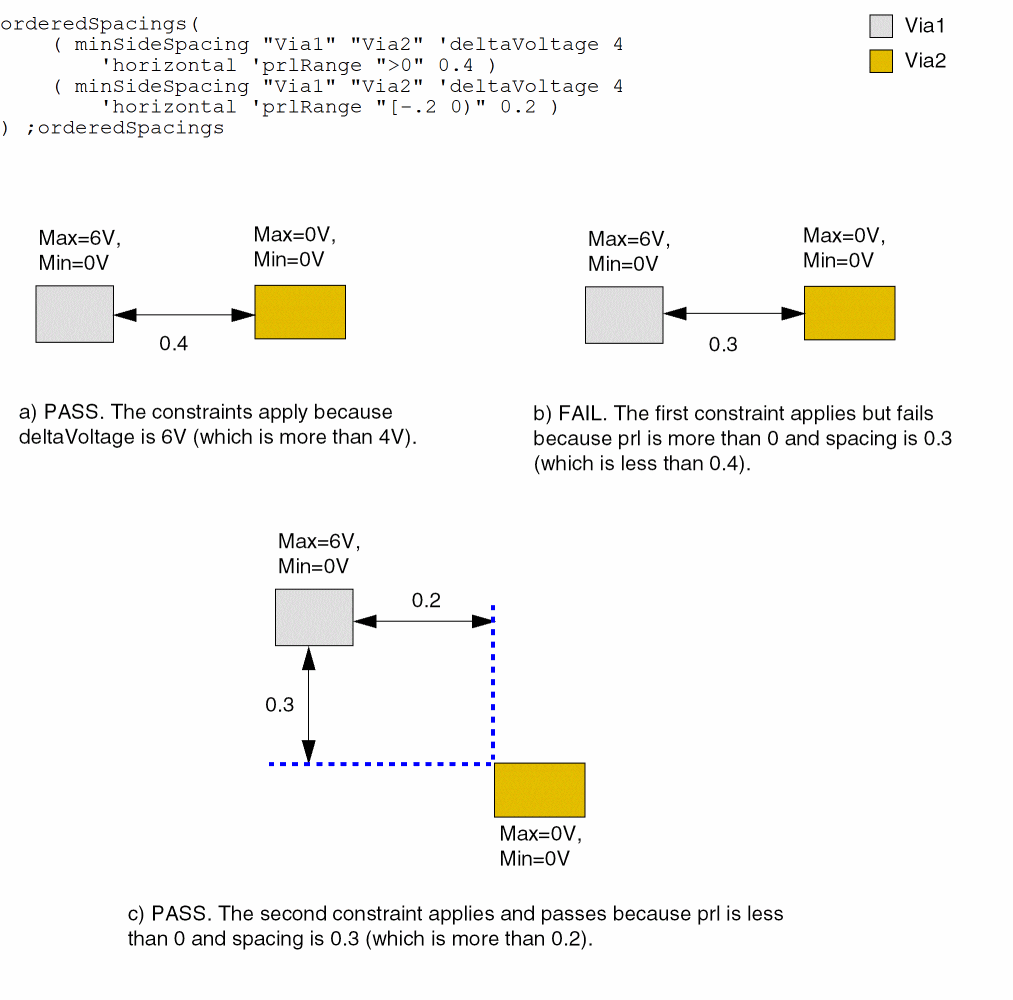 orderedSpacings(
( minSideSpacing "Via1" "Via2" 'deltaVoltage 4
'horizontal 'prlRange ">0" 0.4 )
( minSideSpacing "Via1" "Via2" 'deltaVoltage 4
'horizontal 'prlRange "[-.2 0)" 0.2 )
) ;orderedSpacings
Via1
Via2
Max=6V,
Min=0V
Max=0V,
Min=0V
0.4
a) PASS. The constraints apply because
deltaVoltage is 6V (which is more than 4V).
Max=6V,
Min=0V
Max=0V,
Min=0V
0.3
b) FAIL. The first constraint applies but fails
because prl is more than 0 and spacing is 0.3
(which is less than 0.4).
Max=6V,
Min=0V
0.2
0.3
Max=0V,
Min=0V
c) PASS. The second constraint applies and passes because prl is less
than 0 and spacing is 0.3 (which is more than 0.2).